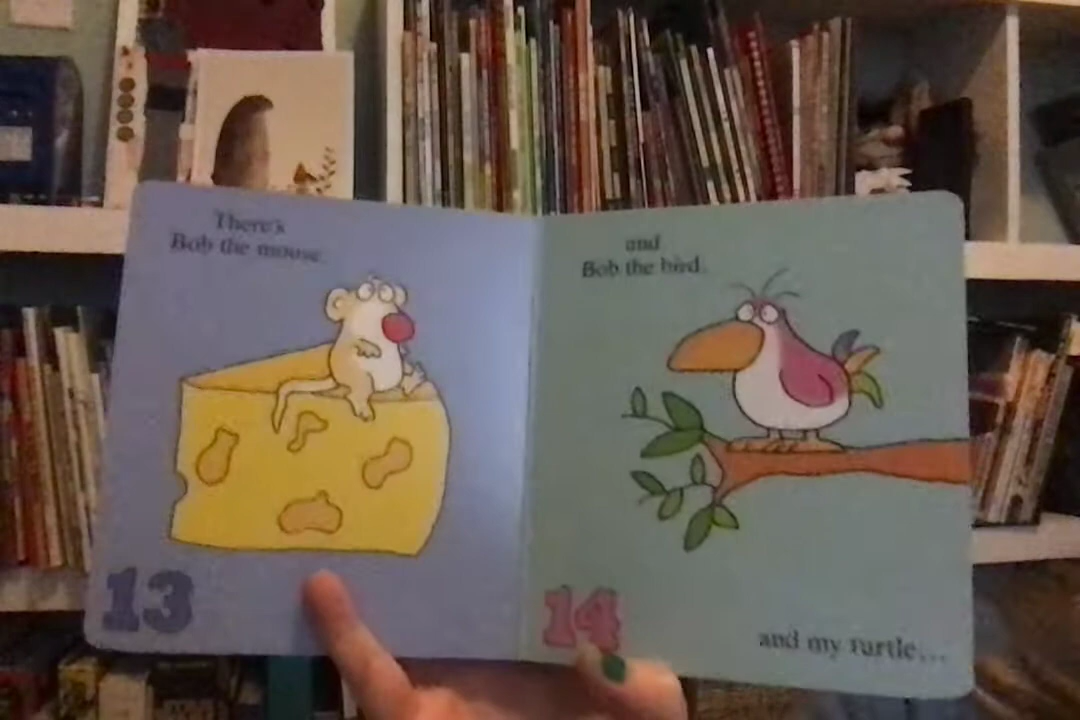 There's
Bob the mouse
13
and
Bob the bird.
14
and my turtle...